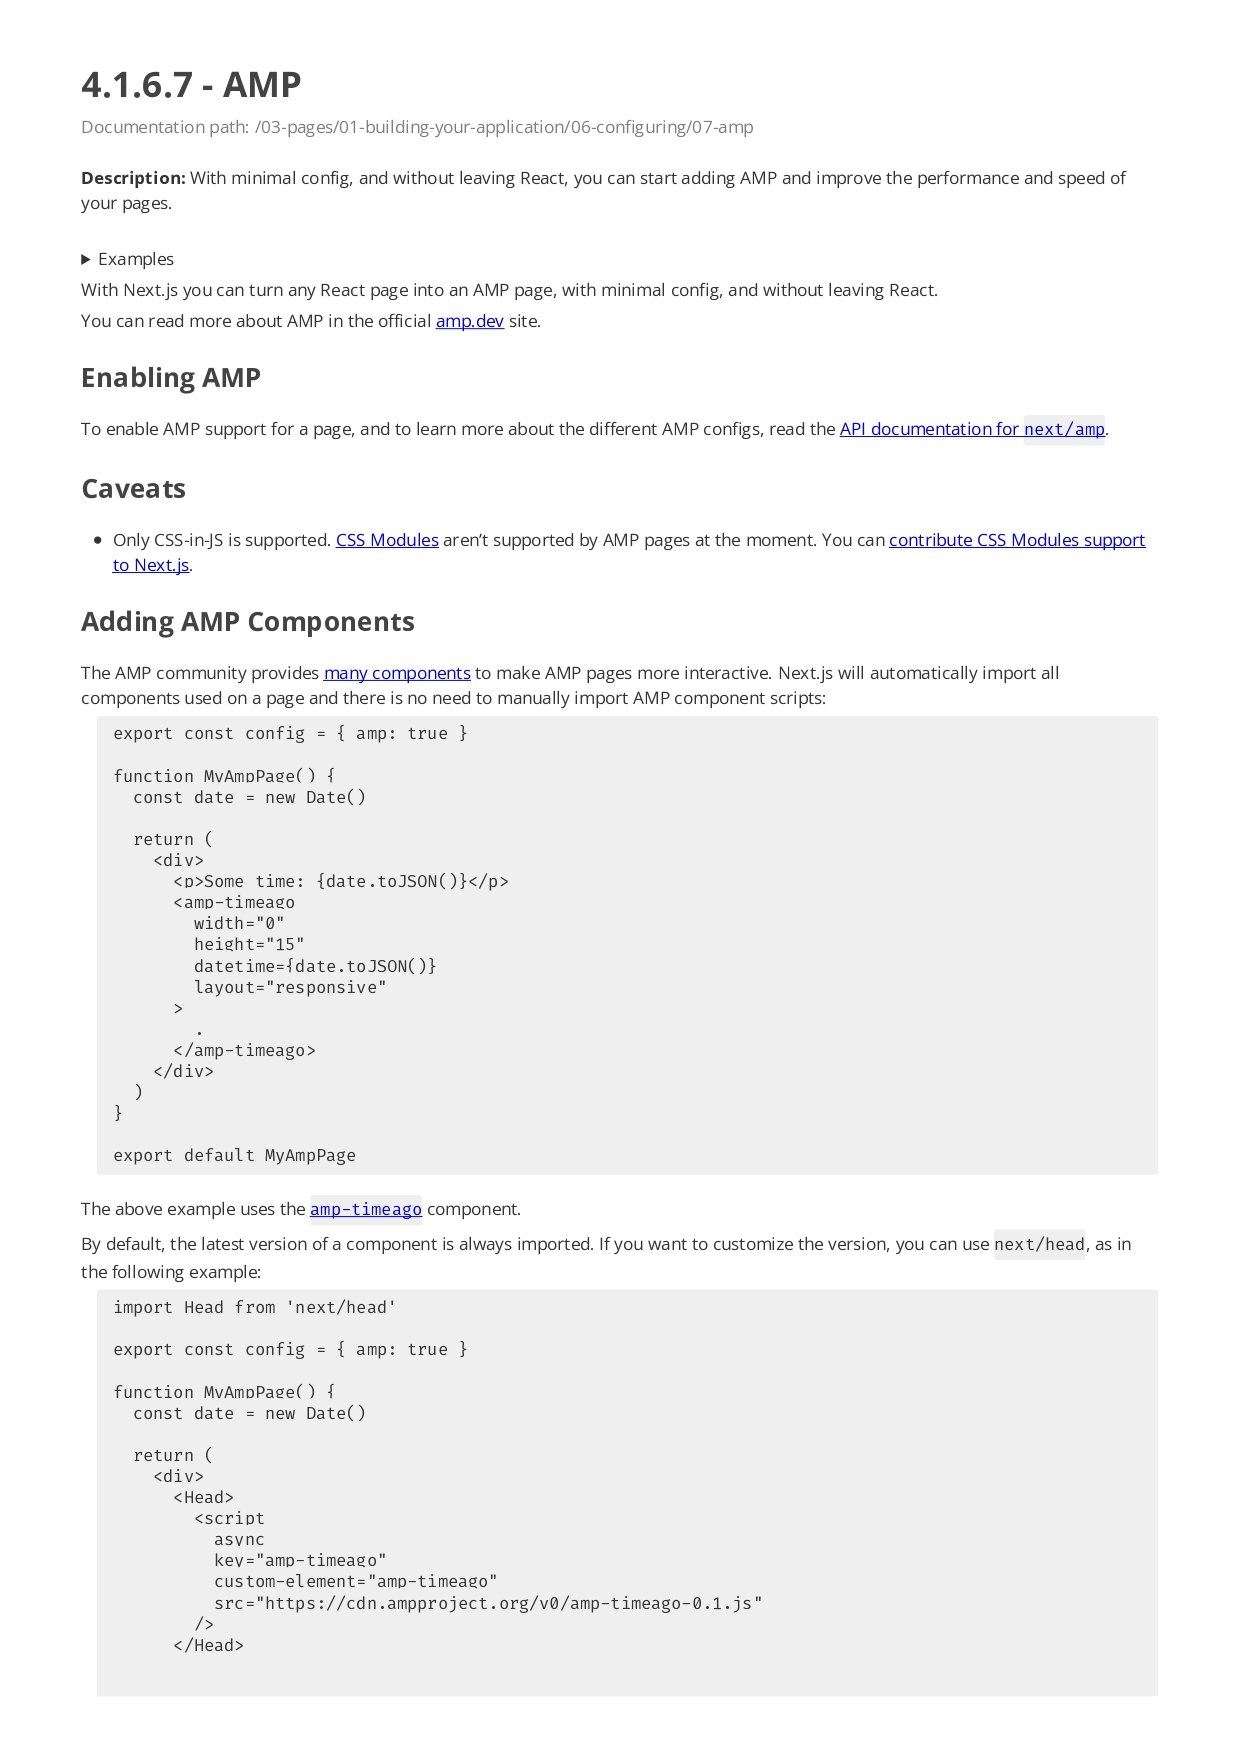 4.1.6.7 - AMP
Documentation path: /03-pages/01-building-your-application/06-configuring/07-amp
Description: With minimal config, and without leaving React, you can start adding AMP and improve the performance and speed of
your pages.
▶ Examples
With Next.js you can turn any React page into an AMP page, with minimal config, and without leaving React.
You can read more about AMP in the official amp.dev site.
Enabling AMP
To enable AMP support for a page, and to learn more about the different AMP configs, read the API documentation for next/amp.
Caveats
• Only CSS-in-JS is supported. CSS Modules aren’t supported by AMP pages at the moment. You can contribute CSS Modules support
to Next.js.
Adding AMP Components
The AMP community provides many components to make AMP pages more interactive. Next.js will automatically import all
components used on a page and there is no need to manually import AMP component scripts:
export const config = { amp: true }

function MyAmpPage() {
  const date = new Date()

  return (
    <div>
      <p>Some time: {date.toJSON()}</p>
      <amp-timeago
        width="0"
        height="15"
        datetime={date.toJSON()}
        layout="responsive"
      >
        .
      </amp-timeago>
    </div>
  )
}

export default MyAmpPage
The above example uses the amp-timeago component.
By default, the latest version of a component is always imported. If you want to customize the version, you can use next/head, as in
the following example:
import Head from 'next/head'

export const config = { amp: true }

function MyAmpPage() {
  const date = new Date()

  return (
    <div>
      <Head>
        <script
          async
          key="amp-timeago"
          custom-element="amp-timeago"
          src="https://cdn.ampproject.org/v0/amp-timeago-0.1.js"
        />
      </Head>